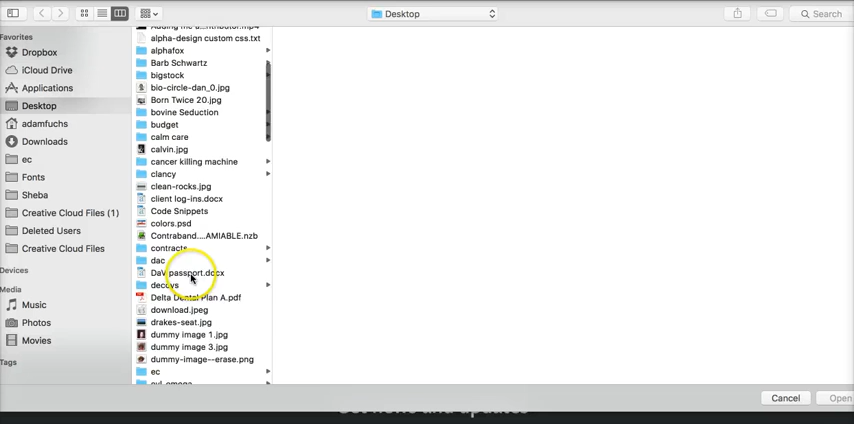 Desktop
Search
Favorites
Dropbox
iCloud Drive
Applications
Desktop
adamfuchs
Downloads
ec
Fonts
Sheba
Creative Cloud Files (1)
Deleted Users
Creative Cloud Files
Devices
Media
Music
Photos
Movies
Tags
alpha-design custom css.txt
alphafox
Barb Schwartz
bigstock
bio-circle-dan_0.jpg
Born Twice 20.jpg
bovine Seduction
budget
calm care
calvin.jpg
cancer killing machine
clancy
clean-rocks.jpg
client log-ins.docx
Code Snippets
colors.psd
Contraband....AMIABLE.nzb
contracts
dac
passport.docx
decoys
Delta Dental Plan A.pdf
download.jpeg
drakes-seat.jpg
dummy image 1.jpg
dummy image 3.jpg
dummy-image--erase.png
ec
Cancel
Open